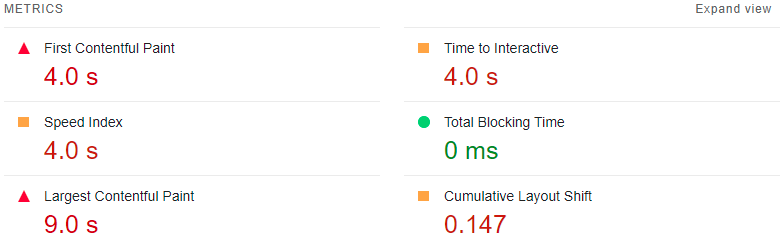 METRICS
Expand view
First Contentful Paint
4.0 s
Time to Interactive
4.0 s
Speed Index
4.0 s
Total Blocking Time
0 ms
Largest Contentful Paint
9.0 s
Cumulative Layout Shift
0.147